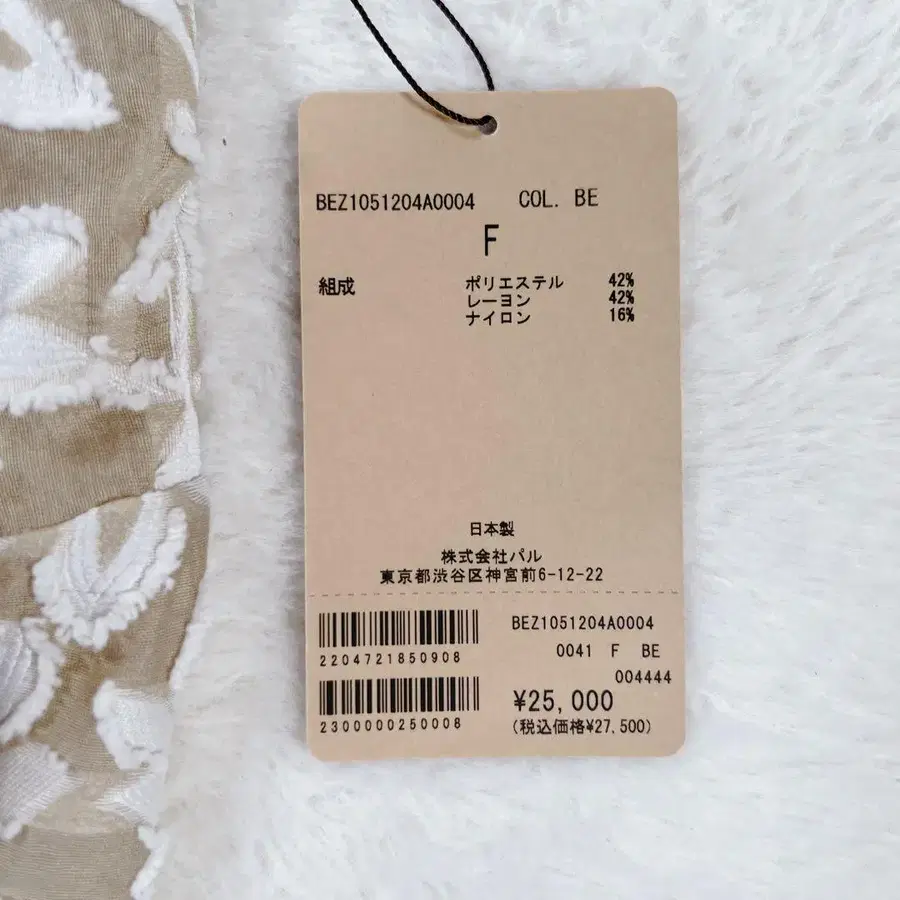 BEZ1051204A0004 COL. BE
F
組成 ポリエステル 42%
レーヨン 42%
ナイロン 16%
日本製
株式会社パル
東京都渋谷区神宮前6-12-22
BEZ1051204A0004
2204721850908
0041 F BE
004444
¥25,000
2300000250008
(税込価格¥27,500)